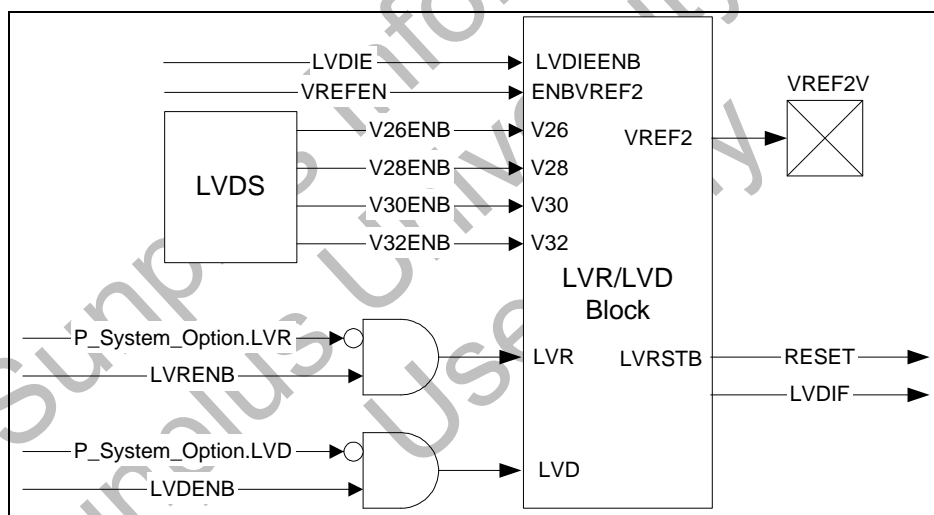 LVDIE
LVDIEENB
VREFEN
ENBVREF2
VREF2V
V26ENB
V26
VREF2
LVDS
V28ENB
V28
V30ENB
V30
V32ENB
V32
LVR/LVD
Block
P_System_Option.LVR
LVRENB
LVR
LVRSTB
RESET
LVDIF
P_System_Option.LVD
LVDENB
LVD